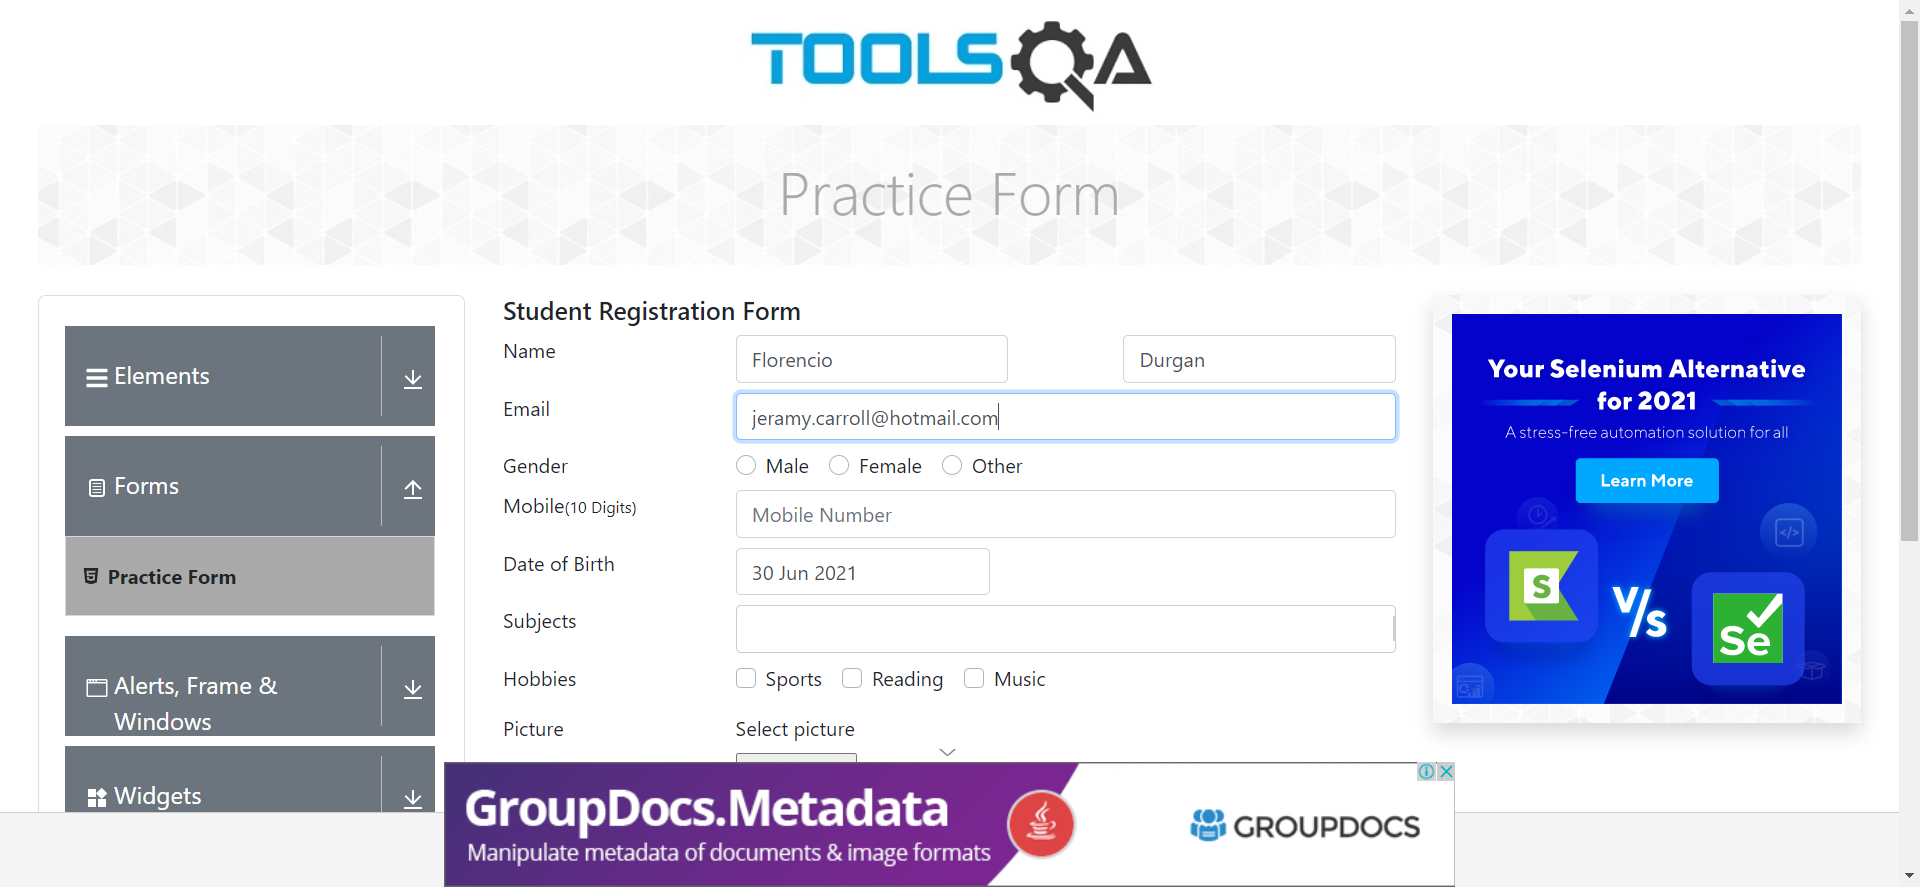 TOOLSQA
Practice Form
Elements
Forms
Practice Form
Alerts, Frame &
Windows
Widgets
Student Registration Form
Name
Florencio
Durgan
Email
jeramy.carroll@hotmail.com
Gender
Male
Female
Other
Mobile(10 Digits)
Mobile Number
Date of Birth
30 Jun 2021
Subjects
Hobbies
Sports
Reading
Music
Picture
Select picture
Your Selenium Alternative
for 2021
A stress-free automation solution for all
Learn More
</>
S
V/s
Se
GroupDocs.Metadata
Manipulate metadata of documents & image formats
GROUPDOCS